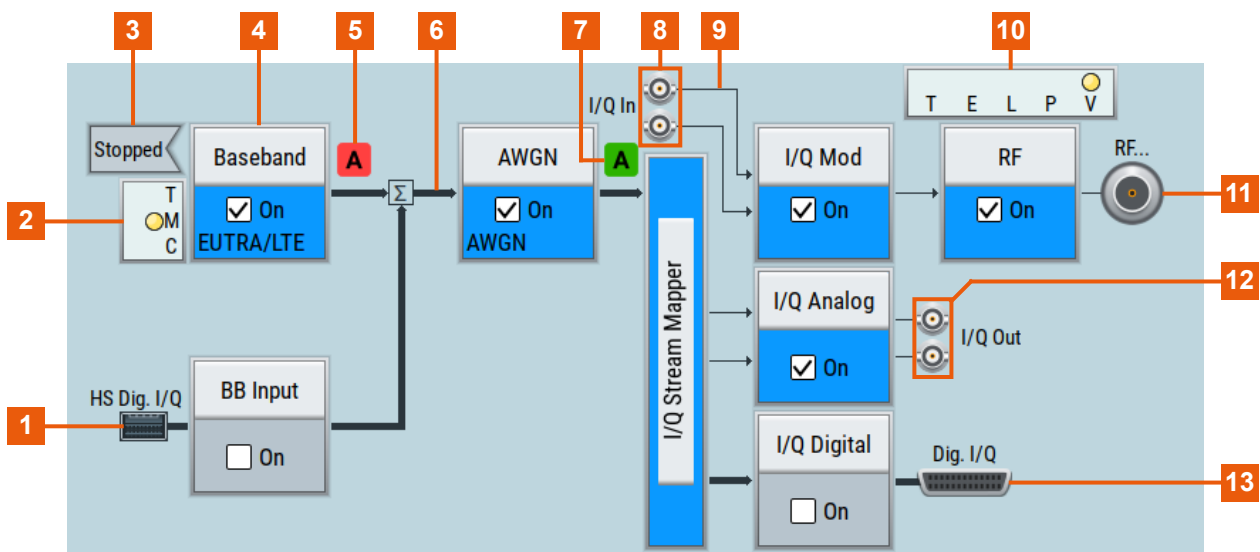 3
4
5
6
7
8
9
10
I/Q In
T E L P V
Stopped
Baseband
A
AWGN
A
I/Q Mod
RF
RF...
2
T
M
C
On
EUTRA/LTE
Σ
On
AWGN
On
On
11
I/Q Stream Mapper
I/Q Analog
12
I/Q Out
On
HS Dig. I/Q
BB Input
1
On
I/Q Digital
Dig. I/Q
13
On